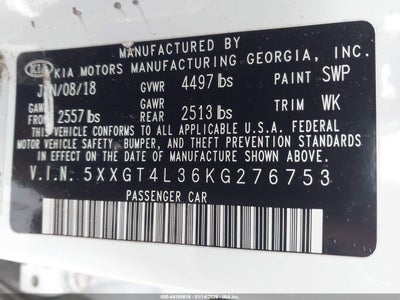 MANUFACTURED BY
KIA KIA MOTORS MANUFACTURING GEORGIA, INC.
JAN/08/18 GVWR 4497 lbs PAINT SWP
GAWR FRONT 2557 lbs GAWR REAR 2513 lbs TRIM WK
THIS VEHICLE CONFORMS TO ALL APPLICABLE U.S.A. FEDERAL
MOTOR VEHICLE SAFETY, BUMPER, AND THEFT PREVENTION
STANDARDS IN EFFECT ON THE DATE OF MANUFACTURE SHOWN ABOVE.
V.I.N. 5XXGT4L36KG276753
PASSENGER CAR